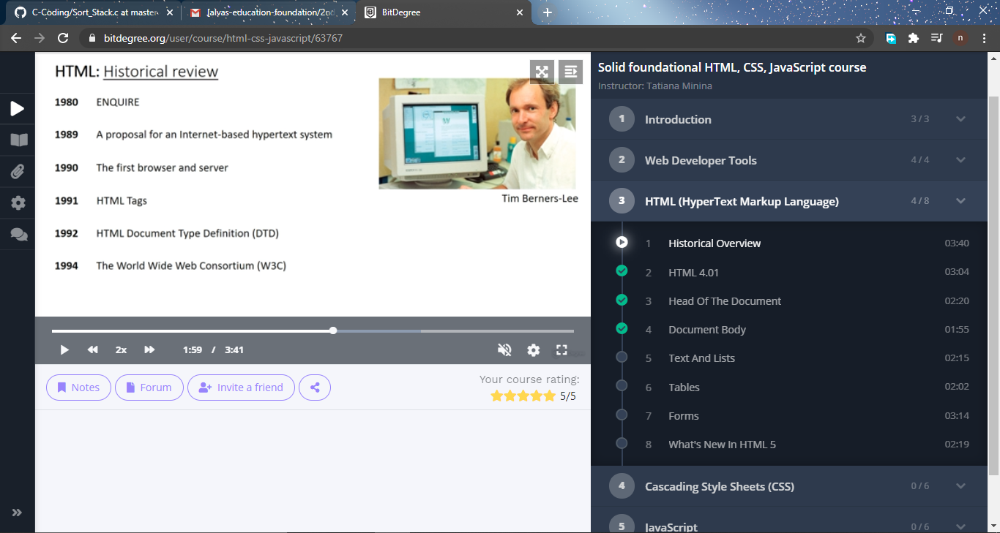 C-Coding/Sort_Stack.c at master
alyas-education-foundation/2nd
BitDegree
bitdegree.org/user/course/html-css-javascript/63767
n
HTML: Historical review
1980 ENQUIRE
1989 A proposal for an Internet-based hypertext system
1990 The first browser and server
1991 HTML Tags
1992 HTML Document Type Definition (DTD)
1994 The World Wide Web Consortium (W3C)
Tim Berners-Lee
2x 1:59 / 3:41
Notes Forum Invite a friend
Your course rating:
5/5
Solid foundational HTML, CSS, JavaScript course
Instructor: Tatiana Minina
1 Introduction 3 / 3
2 Web Developer Tools 4 / 4
3 HTML (HyperText Markup Language) 4 / 8
1 Historical Overview 03:40
2 HTML 4.01 03:04
3 Head Of The Document 02:20
4 Document Body 01:55
5 Text And Lists 02:15
6 Tables 02:02
7 Forms 03:14
8 What's New In HTML 5 02:19
4 Cascading Style Sheets (CSS) 0 / 6
5 JavaScript 0 / 6